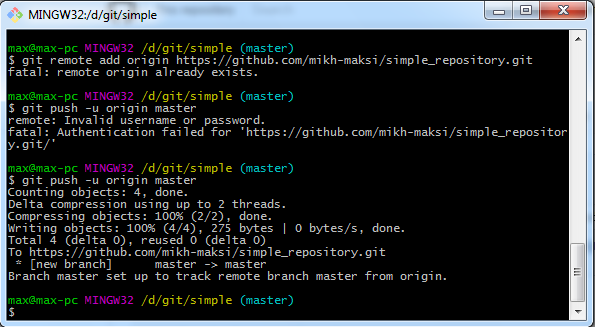 MINGW32:/d/git/simple
max@max-pc MINGW32 /d/git/simple (master)
$ git remote add origin https://github.com/mikh-maksi/simple_repository.git
fatal: remote origin already exists.
max@max-pc MINGW32 /d/git/simple (master)
$ git push -u origin master
remote: Invalid username or password.
fatal: Authentication failed for 'https://github.com/mikh-maksi/simple_repositor
y.git/'
max@max-pc MINGW32 /d/git/simple (master)
$ git push -u origin master
Counting objects: 4, done.
Delta compression using up to 2 threads.
Compressing objects: 100% (2/2), done.
Writing objects: 100% (4/4), 275 bytes | 0 bytes/s, done.
Total 4 (delta 0), reused 0 (delta 0)
To https://github.com/mikh-maksi/simple_repository.git
 * [new branch]      master -> master
Branch master set up to track remote branch master from origin.
max@max-pc MINGW32 /d/git/simple (master)
$